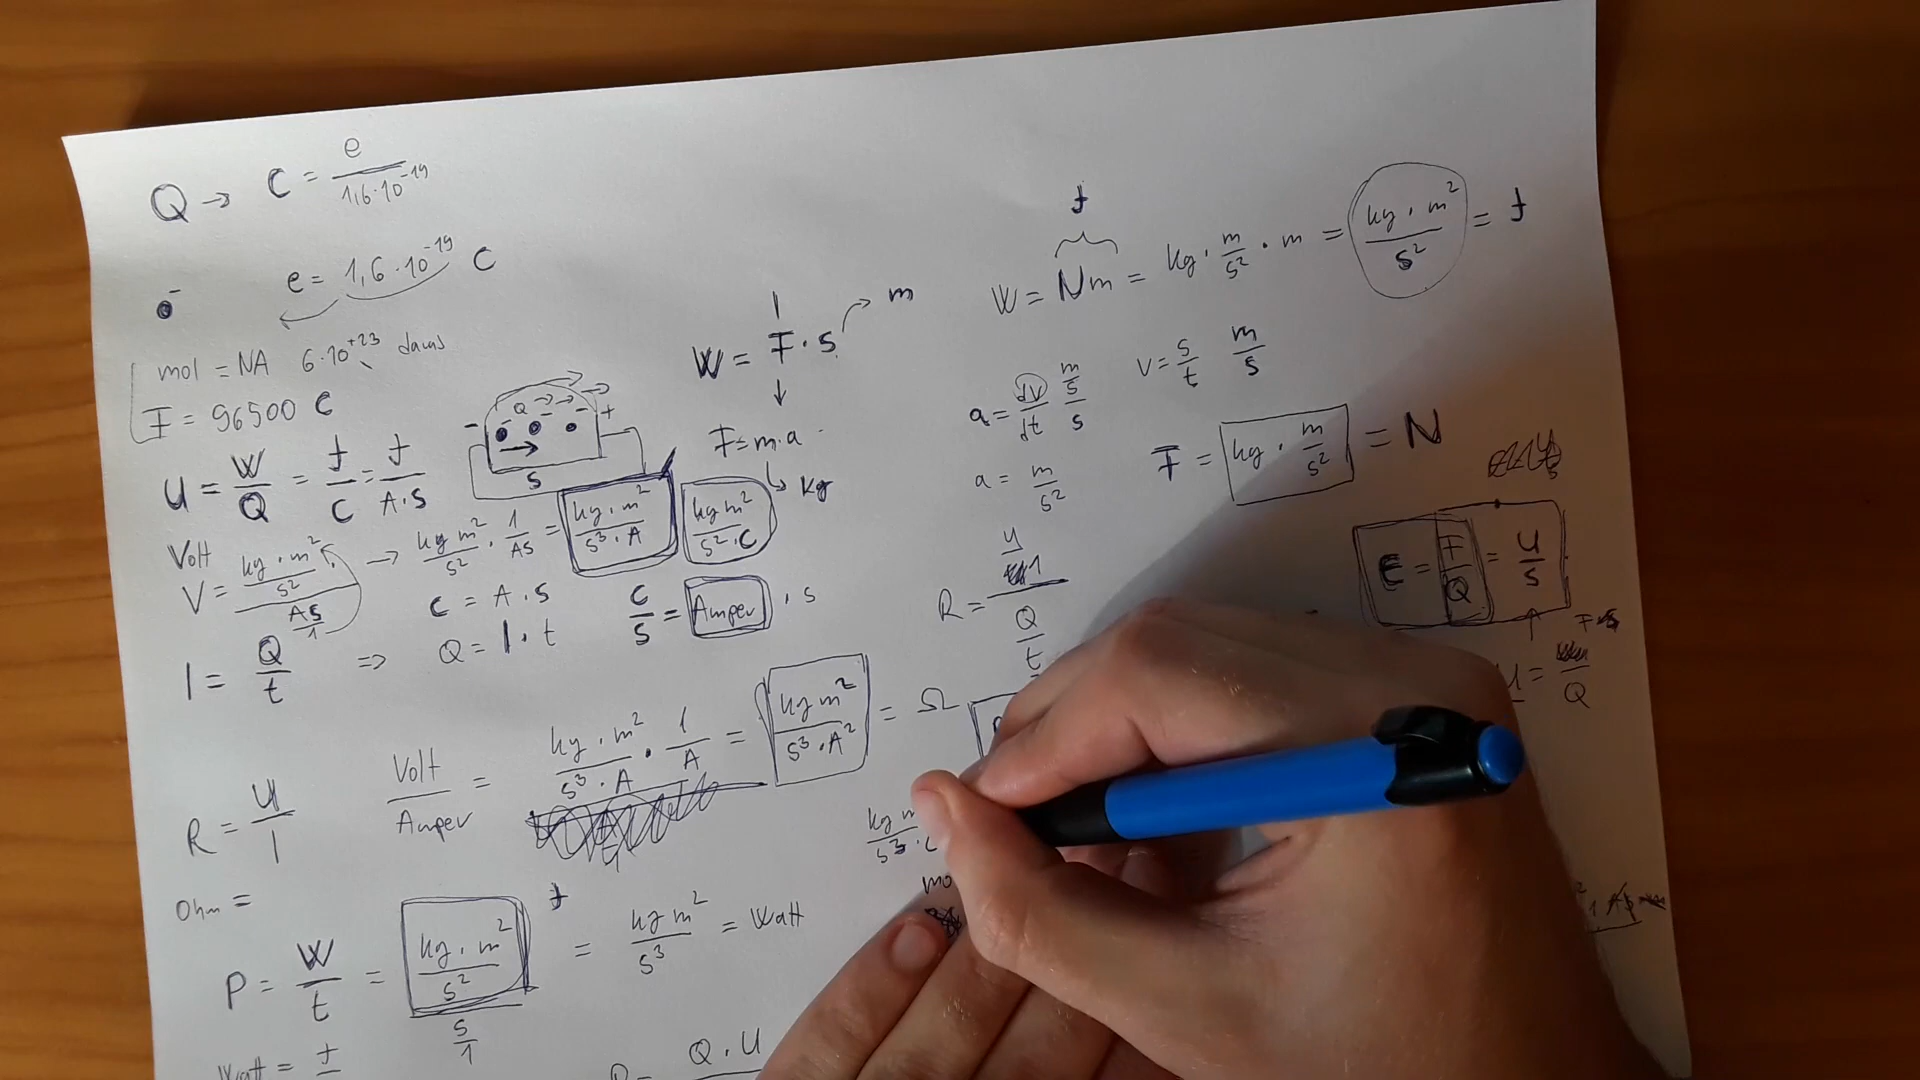 Q → C = e / 1,6·10⁻¹⁹
e = 1,6·10⁻¹⁹ C
mol = NA 6·10⁺²³
F = 96500 C
U = W/Q = J/C = J/A·S
- Q → - → - +
S
Volt
V = (kg·m²/s²)/(AS/1) → kg m²/s² · 1/AS = kg·m²/s³·A
kg m²/s²·C
C = A·S
C/S = Amper · s
I = Q/t ⇒ Q = I·t
W = F·s → m
F = m·a
kg
J
W = Nm = kg·m/s²·m = kg·m²/s² = J
a = dv/dt m/s/s
v = s/t m/s
a = m/s²
F = kg·m/s² = N
E = F/Q = U/s
R = U/1 / Q/t
Q
R = U/I
Volt/Amper = kg·m²/s³·A · 1/A = kg m²/s³·A² = Ω
Ohm =
P = W/t = kg·m²/s² / s/1 = kg m²/s³ = Watt
J
Watt = J
Q·U